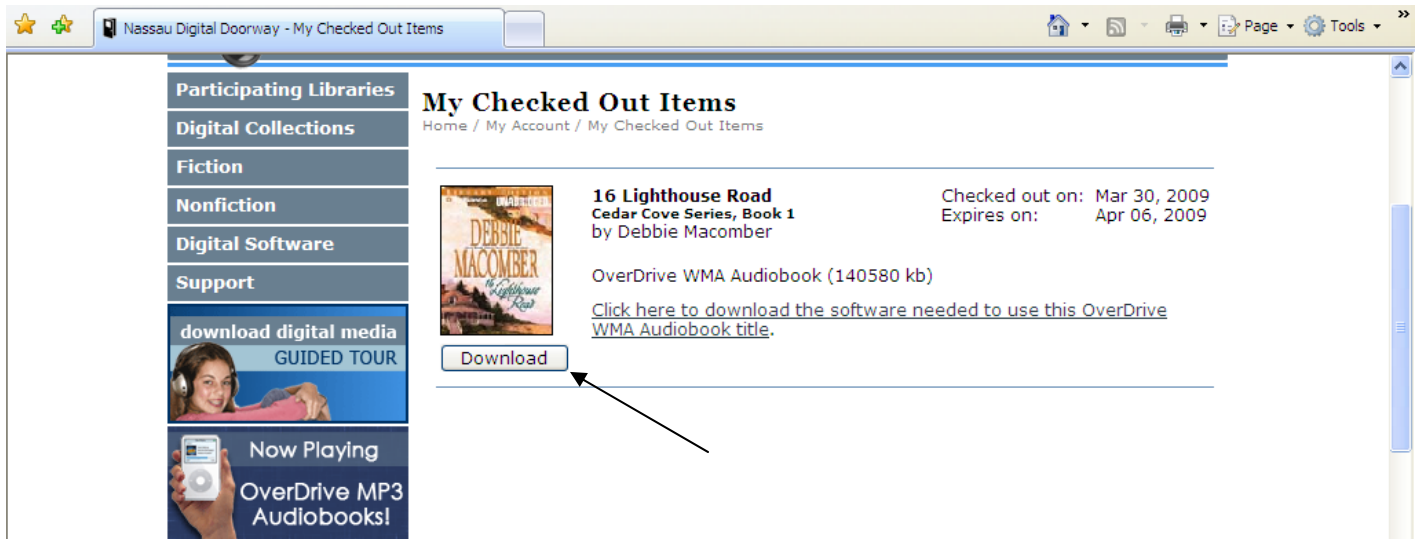 Nassau Digital Doorway - My Checked Out Items
Page
Tools
»
Participating Libraries
Digital Collections
Fiction
Nonfiction
Digital Software
Support
download digital media
GUIDED TOUR
Now Playing
OverDrive MP3
Audiobooks!
My Checked Out Items
Home / My Account / My Checked Out Items
UNABRIDGED
DEBBIE
MACOMBER
16 Lighthouse
Road
Download
16 Lighthouse Road
Cedar Cove Series, Book 1
by Debbie Macomber
Checked out on: Mar 30, 2009
Expires on: Apr 06, 2009
OverDrive WMA Audiobook (140580 kb)
Click here to download the software needed to use this OverDrive
WMA Audiobook title.